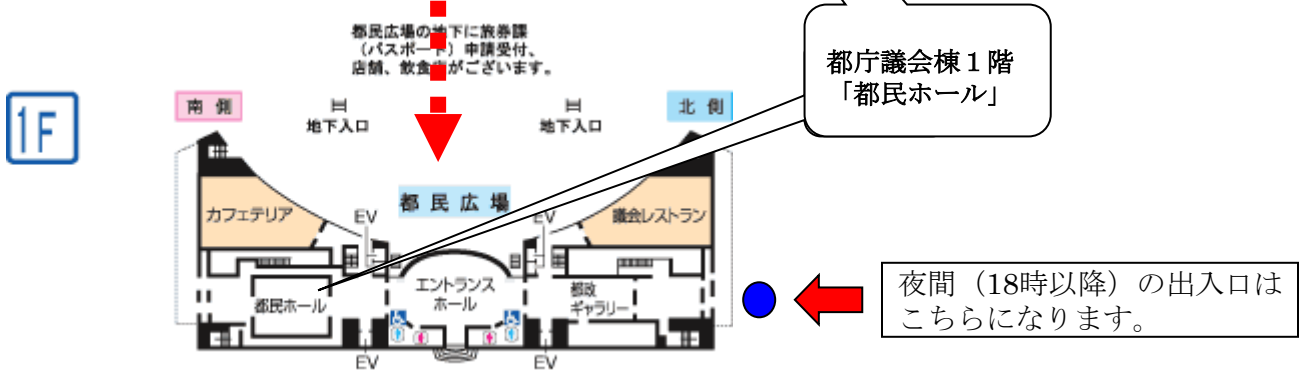 都民広場の地下に旅券課
（パスポート）申請受付、
店舗、飲食店がございます。
都庁議会棟１階
「都民ホール」
1F
南側
地下入口
地下入口
北側
都民広場
カフェテリア
EV
EV
議会レストラン
エントランス
ホール
都民ホール
都政
ギャラリー
夜間（18時以降）の出入口は
こちらになります。
EV
EV